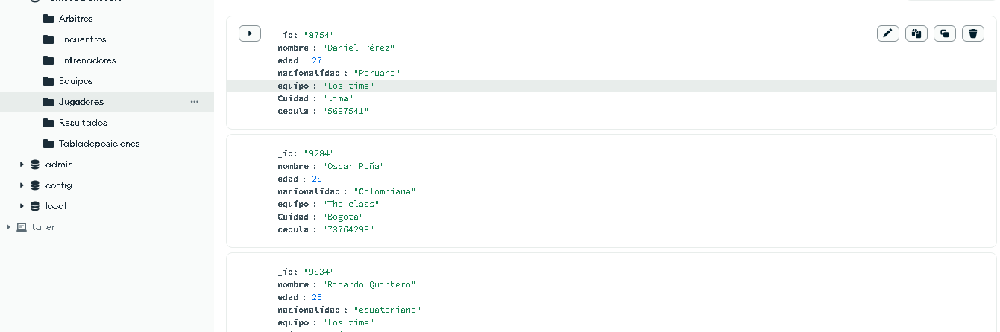 Arbitros
Encuentros
Entrenadores
Equipos
Jugadores
Resultados
Tabladeposiciones
admin
config
local
taller
_id: "8754"
nombre : "Daniel Pérez"
edad : 27
nacionalidad : "Peruano"
equipo : "Los time"
Cuidad : "lima"
cedula : "5697541"
_id: "9284"
nombre : "Oscar Peña"
edad : 28
nacionalidad : "Colombiana"
equipo : "The class"
Cuidad : "Bogota"
cedula : "73764298"
_id: "9834"
nombre : "Ricardo Quintero"
edad : 25
nacionalidad : "ecuatoriano"
equipo : "Los time"